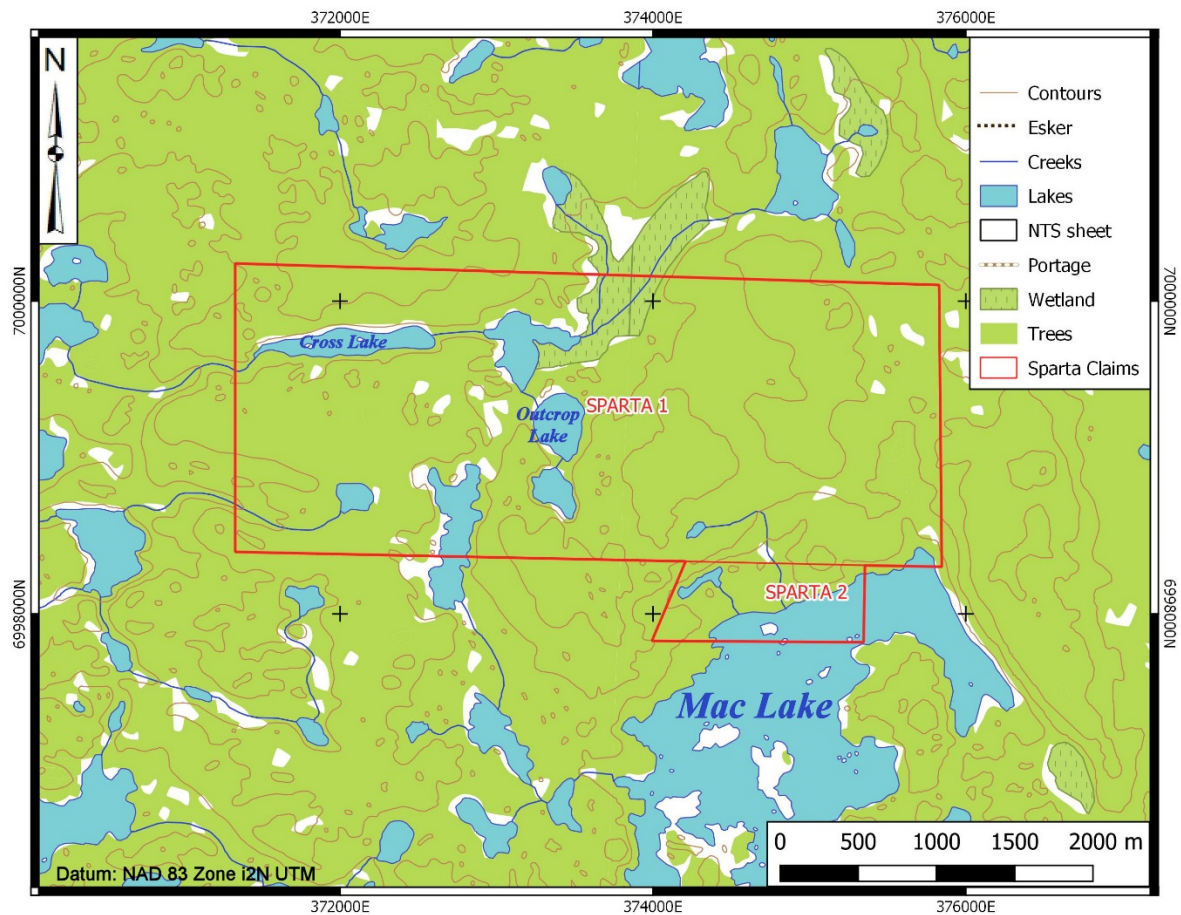 372000E
374000E
376000E
N
Contours
Esker
Creeks
Lakes
NTS sheet
Portage
Wetland
Trees
Sparta Claims
7000000N
7000000N
Cross Lake
SPARTA 1
Outcrop
Lake
SPARTA 2
6998000N
6998000N
Mac Lake
0 500 1000 1500 2000 m
Datum: NAD 83 Zone i2N UTM
372000E
374000E
376000E